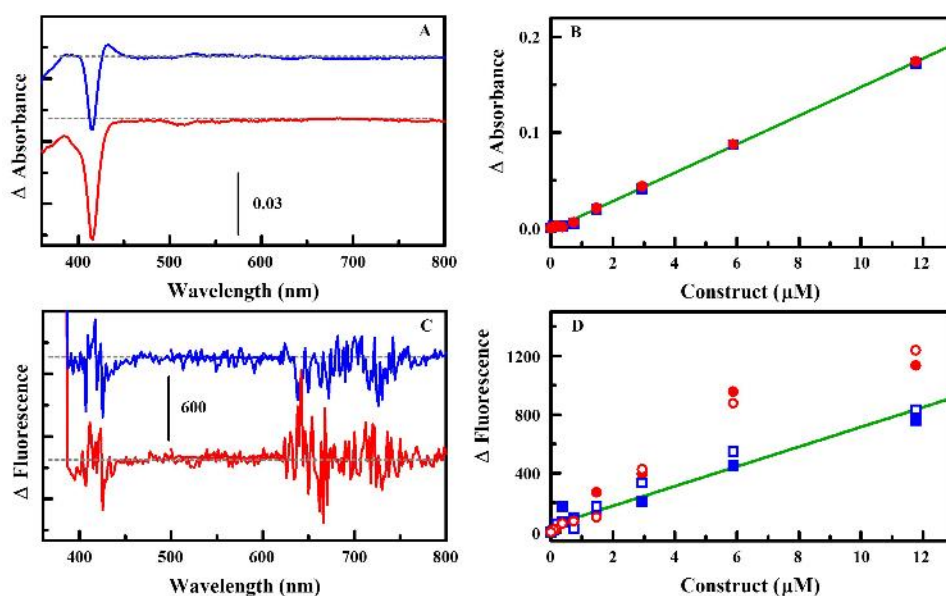 A
Δ Absorbance
0.03
400 500 600 700 800
Wavelength (nm)
B
Δ Absorbance
0.2
0.1
0.0
0 2 4 6 8 10 12
Construct (µM)
C
Δ Fluorescence
600
400 500 600 700 800
Wavelength (nm)
D
Δ Fluorescence
1200
800
400
0
0 2 4 6 8 10 12
Construct (µM)